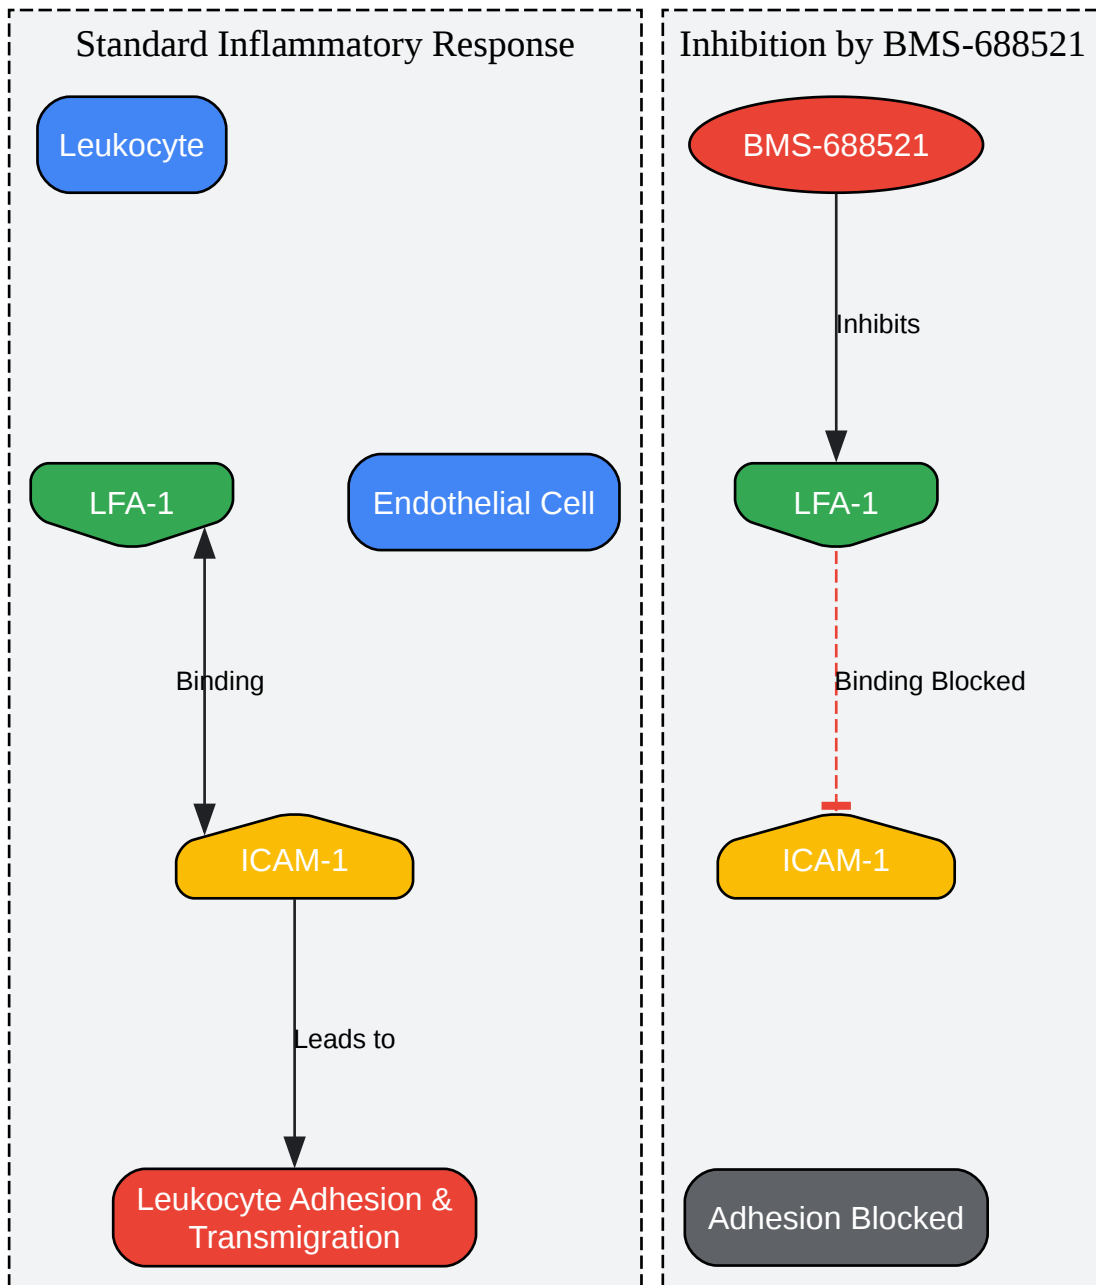 Standard Inflammatory Response
Leukocyte
LFA-1
Endothelial Cell
Binding
ICAM-1
Leads to
Leukocyte Adhesion &
Transmigration
Inhibition by BMS-688521
BMS-688521
Inhibits
LFA-1
Binding Blocked
ICAM-1
Adhesion Blocked